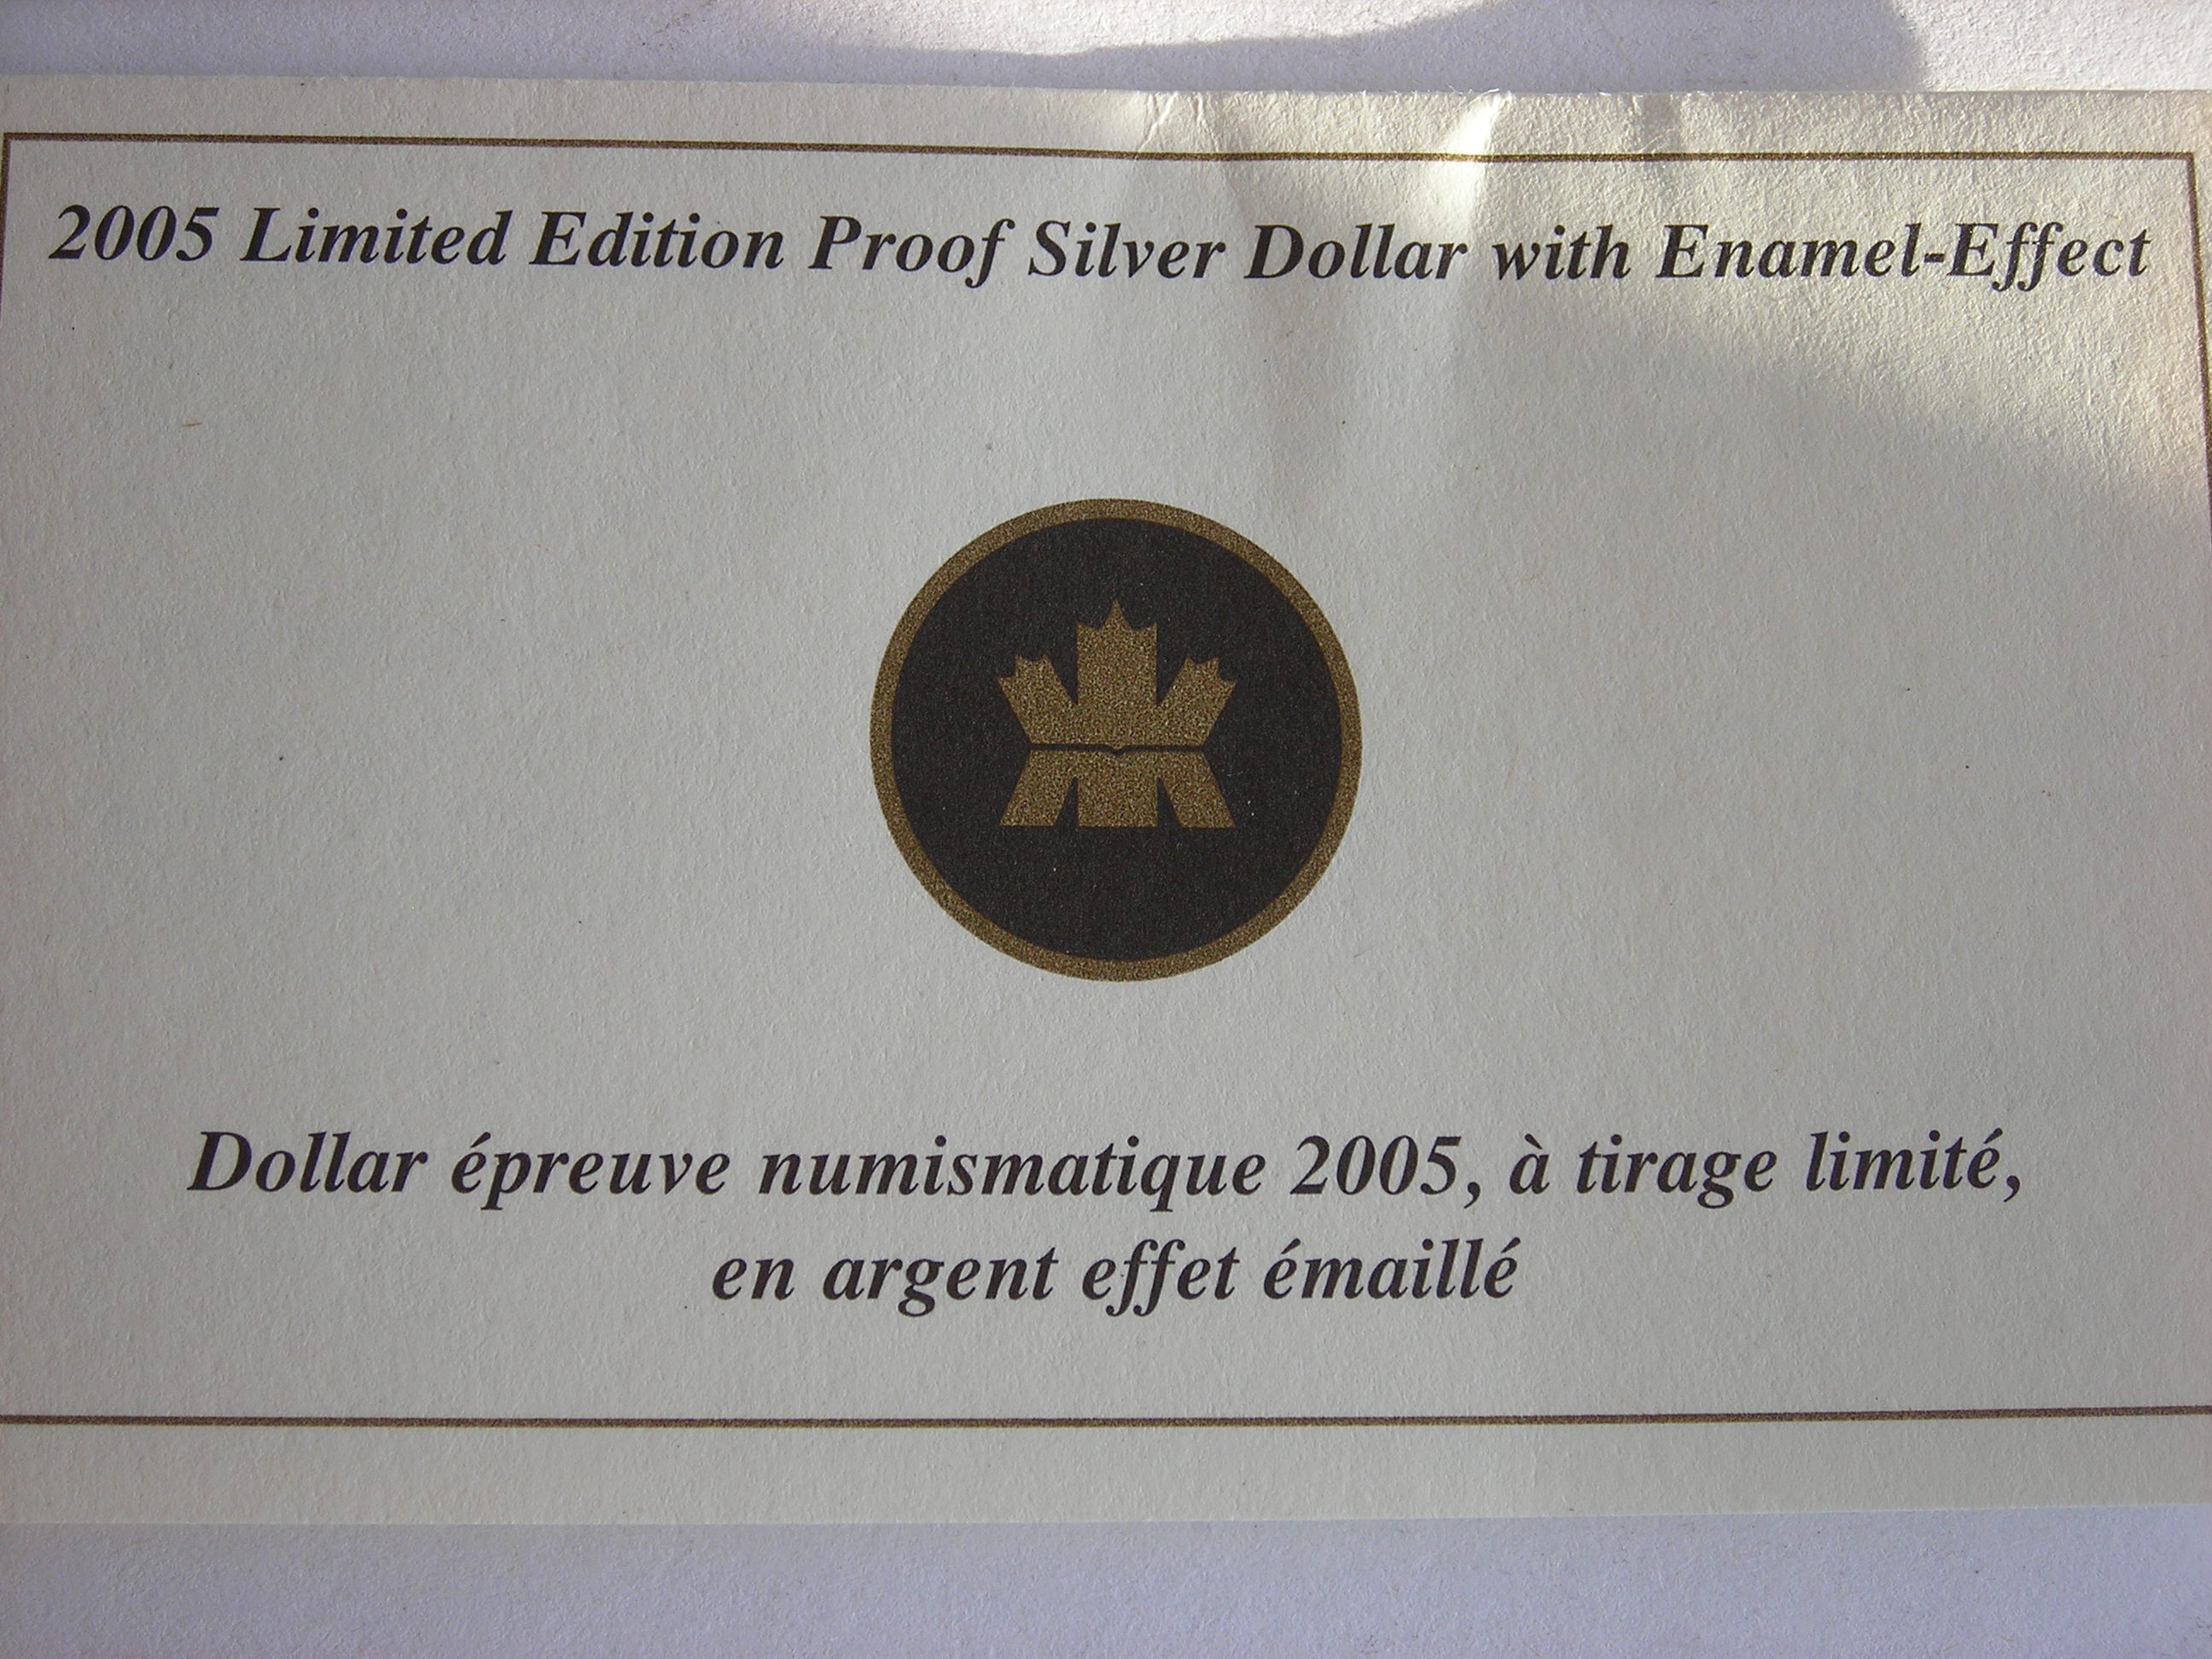 2005 Limited Edition Proof Silver Dollar with Enamel-Effect
Dollar épreuve numismatique 2005, à tirage limité,
en argent effet émaillé